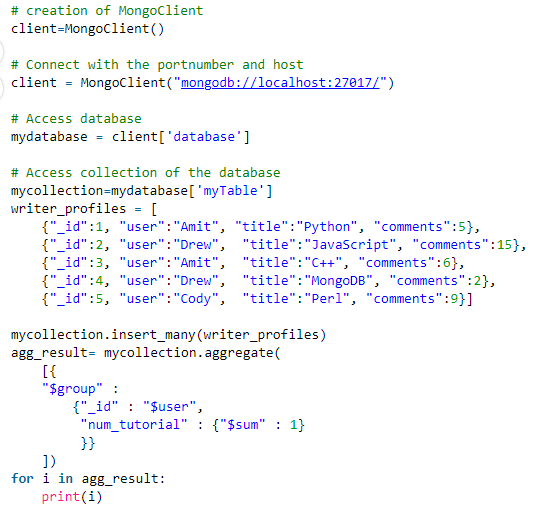 # creation of MongoClient
client=MongoClient()
# Connect with the portnumber and host
client = MongoClient("mongodb://localhost:27017/")
# Access database
mydatabase = client['database']
# Access collection of the database
mycollection=mydatabase['myTable']
writer_profiles = [
    {"_id":1, "user":"Amit", "title":"Python", "comments":5},
    {"_id":2, "user":"Drew",  "title":"JavaScript", "comments":15},
    {"_id":3, "user":"Amit",  "title":"C++", "comments":6},
    {"_id":4, "user":"Drew",  "title":"MongoDB", "comments":2},
    {"_id":5, "user":"Cody",  "title":"Perl", "comments":9}]
mycollection.insert_many(writer_profiles)
agg_result= mycollection.aggregate(
    [{
    "$group" :
        {"_id" : "$user",
         "num_tutorial" : {"$sum" : 1}
         }}
    ])
for i in agg_result:
    print(i)